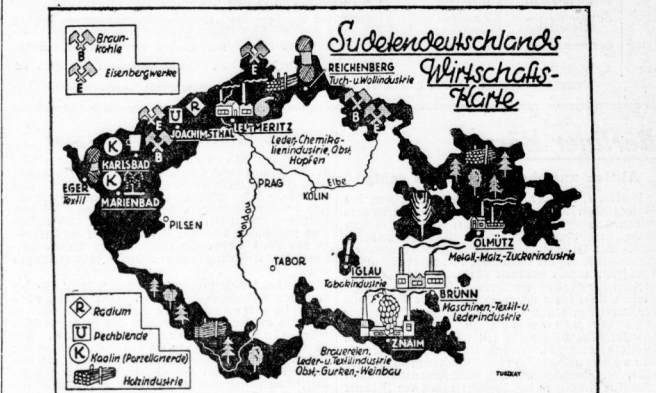 Sudetendeutschlands
Wirtschafts-
Karte
Braun-
kohle
B
Eisenbergwerke
E
E
REICHENBERG
Tuch- u. Wollindustrie
E
U
R
JOACHIMSTHAL
LEITMERITZ
Leder-, Chemika-
lienindustrie, Obst,
Hopfen
B
E
K
KARLSBAD
B
EGER
Textil
K
MARIENBAD
PRAG
Elbe
KOLIN
Moldau
PILSEN
TABOR
IGLAU
Tabakindustrie
OLMÜTZ
Metall-, Malz-, Zuckerindustrie
BRÜNN
Maschinen-, Textil- u.
Lederindustrie
ZNAIM
Brauereien,
Leder- u. Textilindustrie
Obst-, Gurken-, Weinbau
R
Radium
U
Pechblende
K
Kaolin (Porzellanerde)
Holzindustrie